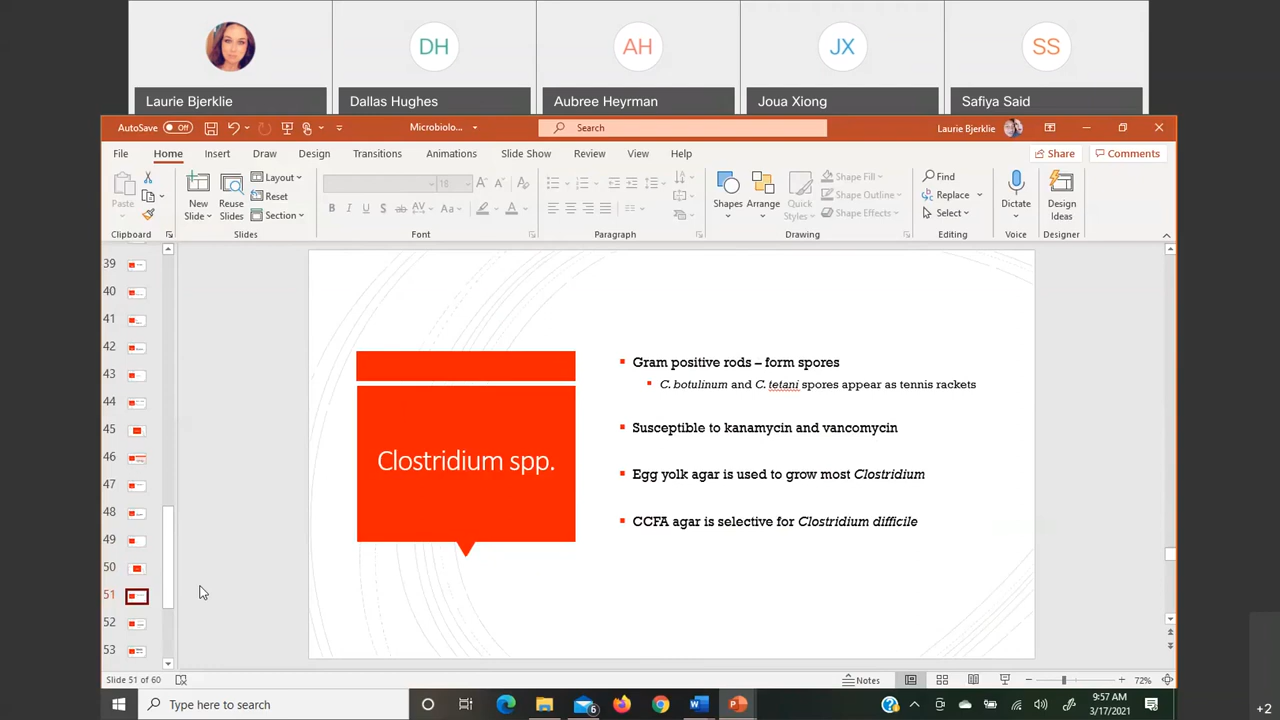 DH
AH
JX
SS
Laurie Bjerklie
Dallas Hughes
Aubree Heyrman
Joua Xiong
Safiya Said
AutoSave Off
Microbiolo...
Search
Laurie Bjerklie
File Home Insert Draw Design Transitions Animations Slide Show Review View Help
Share
Comments
Paste
New Slides
Reuse Slides
Layout
Reset
Section
18
B I U S ab AV Aa A
Shapes
Arrange
Quick Styles
Shape Fill
Shape Outline
Shape Effects
Find
Replace
Select
Dictate
Design Ideas
Clipboard
Slides
Font
Paragraph
Drawing
Editing
Voice
Designer
39
40
41
42
43
44
45
46
47
48
49
50
51
52
53
Clostridium spp.
Gram positive rods – form spores
C. botulinum and C. tetani spores appear as tennis rackets
Susceptible to kanamycin and vancomycin
Egg yolk agar is used to grow most Clostridium
CCFA agar is selective for Clostridium difficile
Slide 51 of 60
Notes
72%
Type here to search
6
9:57 AM
3/17/2021
+2